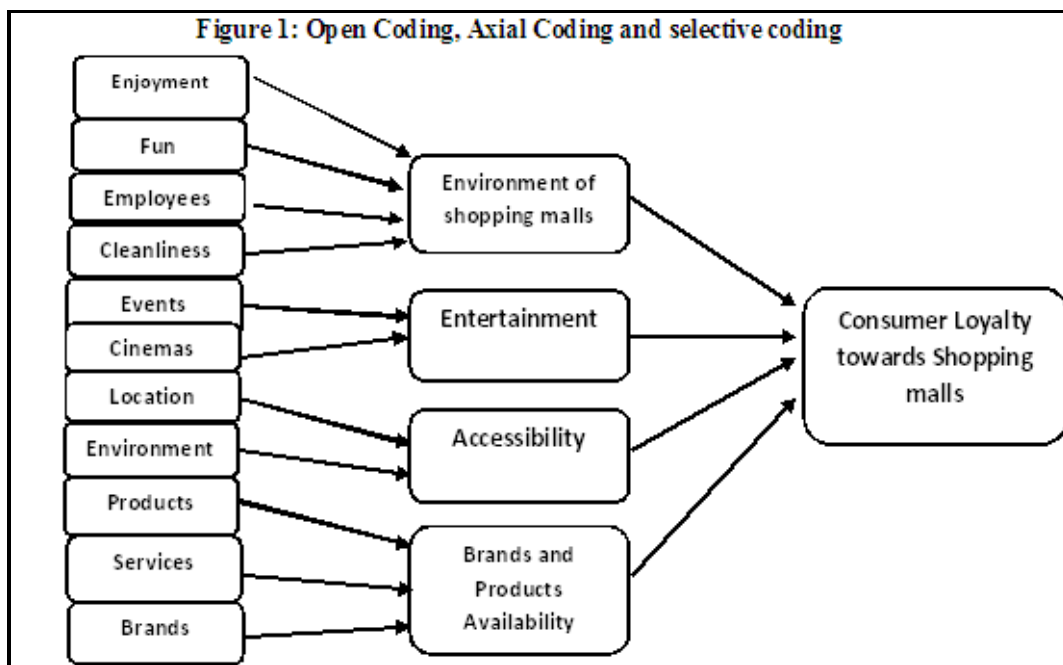 Figure 1: Open Coding, Axial Coding and selective coding
Enjoyment
Fun
Employees
Cleanliness
Events
Cinemas
Location
Environment
Products
Services
Brands
Environment of
shopping malls
Entertainment
Accessibility
Brands and
Products
Availability
Consumer Loyalty
towards Shopping
malls